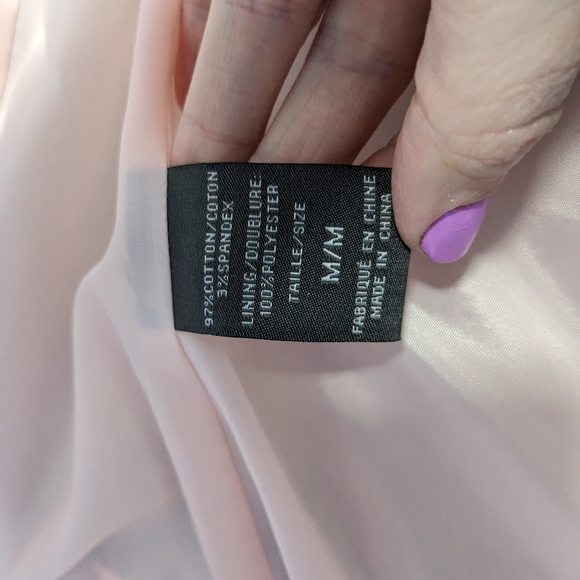 97%COTTON/COTON
3%SPANDEX
LINING/DOUBLURE:
100%POLYESTER
TAILLE/SIZE
M/M
FABRIQUÉ EN CHINE
MADE IN CHINA